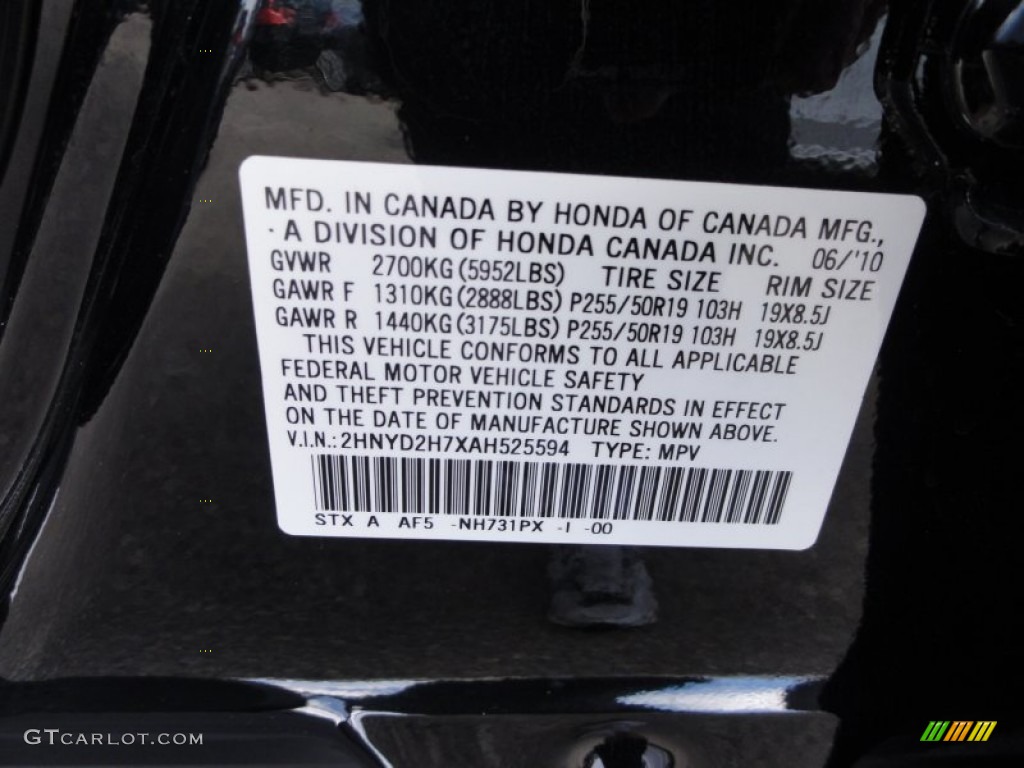 MFD. IN CANADA BY HONDA OF CANADA MFG.,
· A DIVISION OF HONDA CANADA INC. 06/'10
GVWR 2700KG(5952LBS) TIRE SIZE RIM SIZE
GAWR F 1310KG(2888LBS) P255/50R19 103H 19X8.5J
GAWR R 1440KG(3175LBS) P255/50R19 103H 19X8.5J
THIS VEHICLE CONFORMS TO ALL APPLICABLE
FEDERAL MOTOR VEHICLE SAFETY
AND THEFT PREVENTION STANDARDS IN EFFECT
ON THE DATE OF MANUFACTURE SHOWN ABOVE.
V.I.N.: 2HNYD2H7XAH525594 TYPE: MPV
STX A AF5 -NH731PX -I -00
GTCARLOT.COM